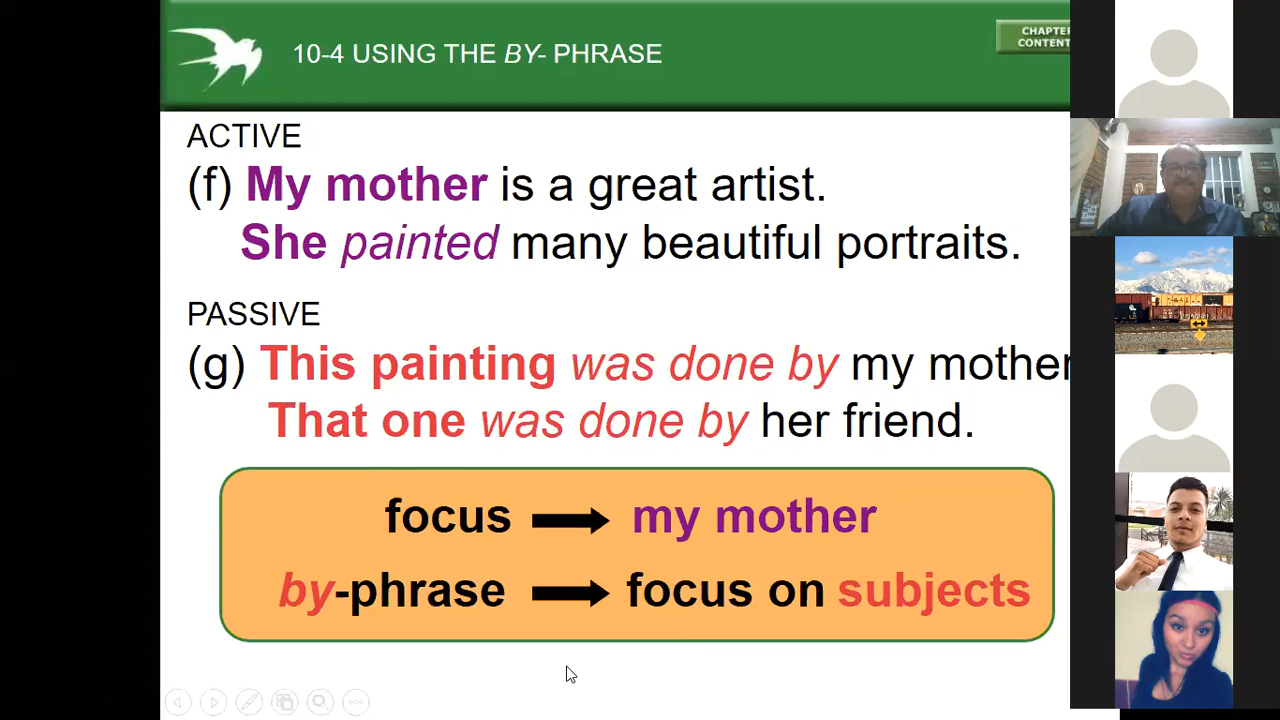 10-4 USING THE BY- PHRASE
CHAPTER
CONTENT
ACTIVE
(f) My mother is a great artist.
She painted many beautiful portraits.
PASSIVE
(g) This painting was done by my mother
That one was done by her friend.
focus → my mother
by-phrase → focus on subjects